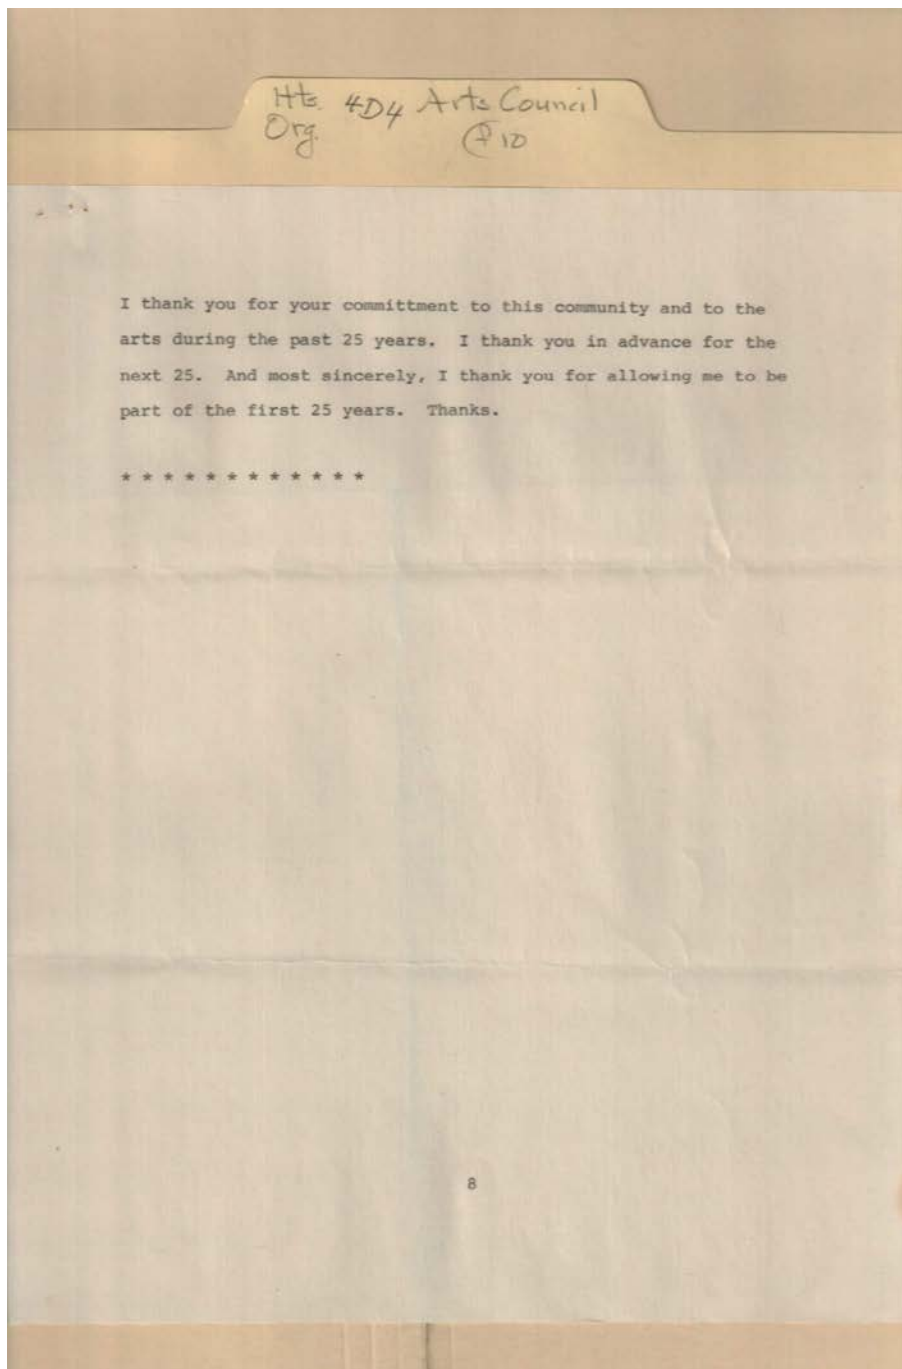 Hts. 4D4 Arts Council
Org. P10
I thank you for your committment to this community and to the
arts during the past 25 years.  I thank you in advance for the
next 25.  And most sincerely, I thank you for allowing me to be
part of the first 25 years.  Thanks.
* * * * * * * * * * * *
8